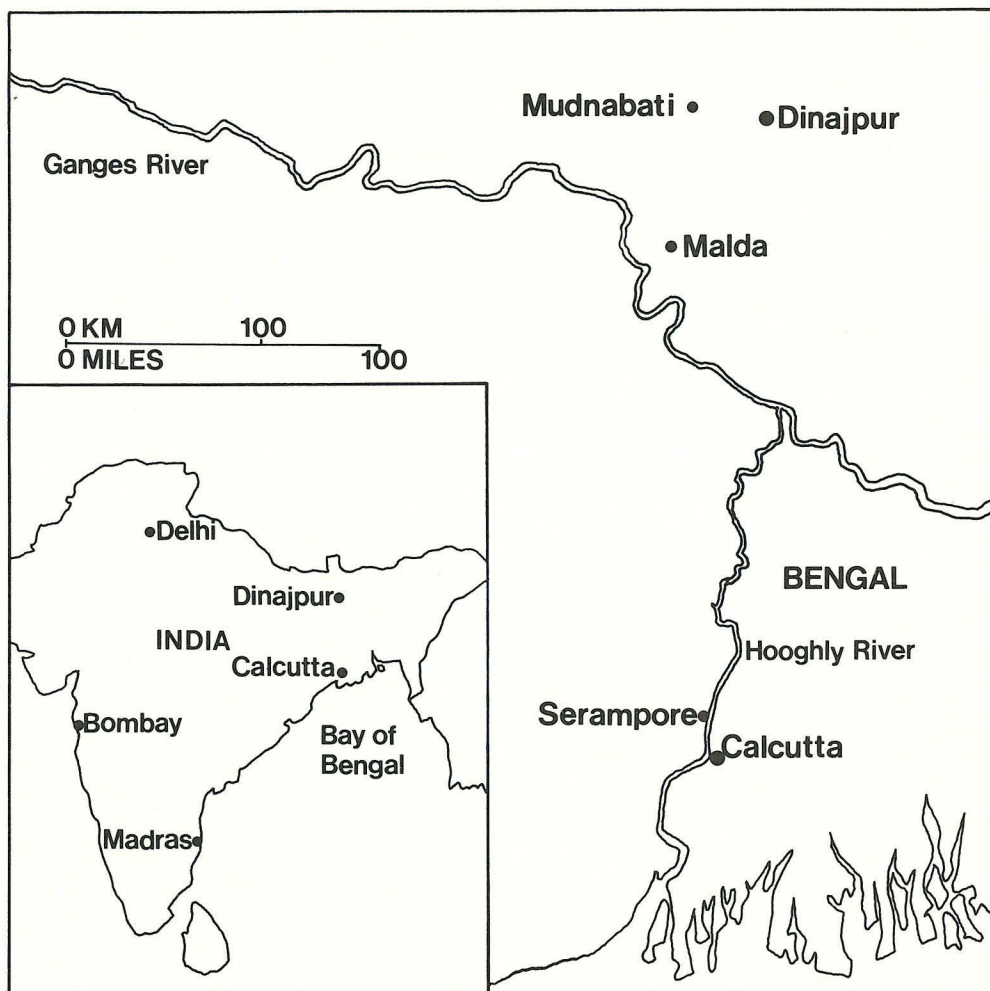 Mudnabati
Dinajpur
Ganges River
Malda
0 KM 100
0 MILES 100
Delhi
Dinajpur
INDIA
Calcutta
Bombay
Bay of
Bengal
Madras
BENGAL
Hooghly River
Serampore
Calcutta